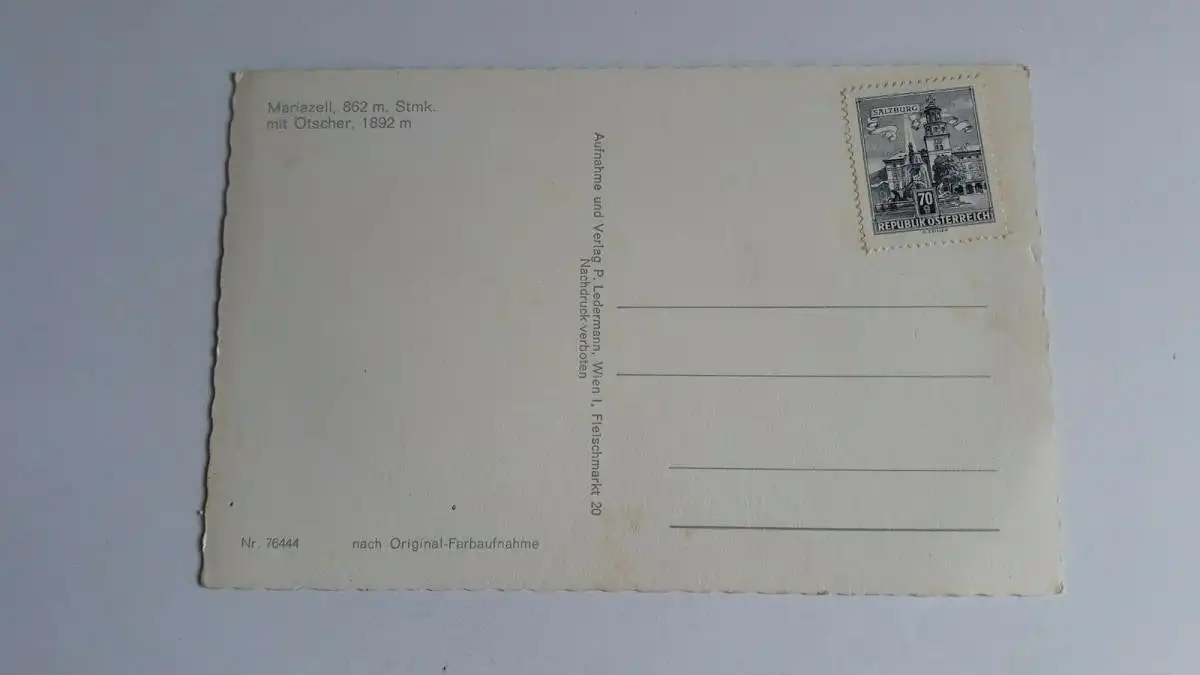 Mariazell, 862 m, Stmk.
mit Ötscher, 1892 m
Aufnahme und Verlag P. Ledermann, Wien I, Fleischmarkt 20
Nachdruck verboten
SALZBURG
70
g
REPUBLIK ÖSTERREICH
Nr. 76444 nach Original-Farbaufnahme